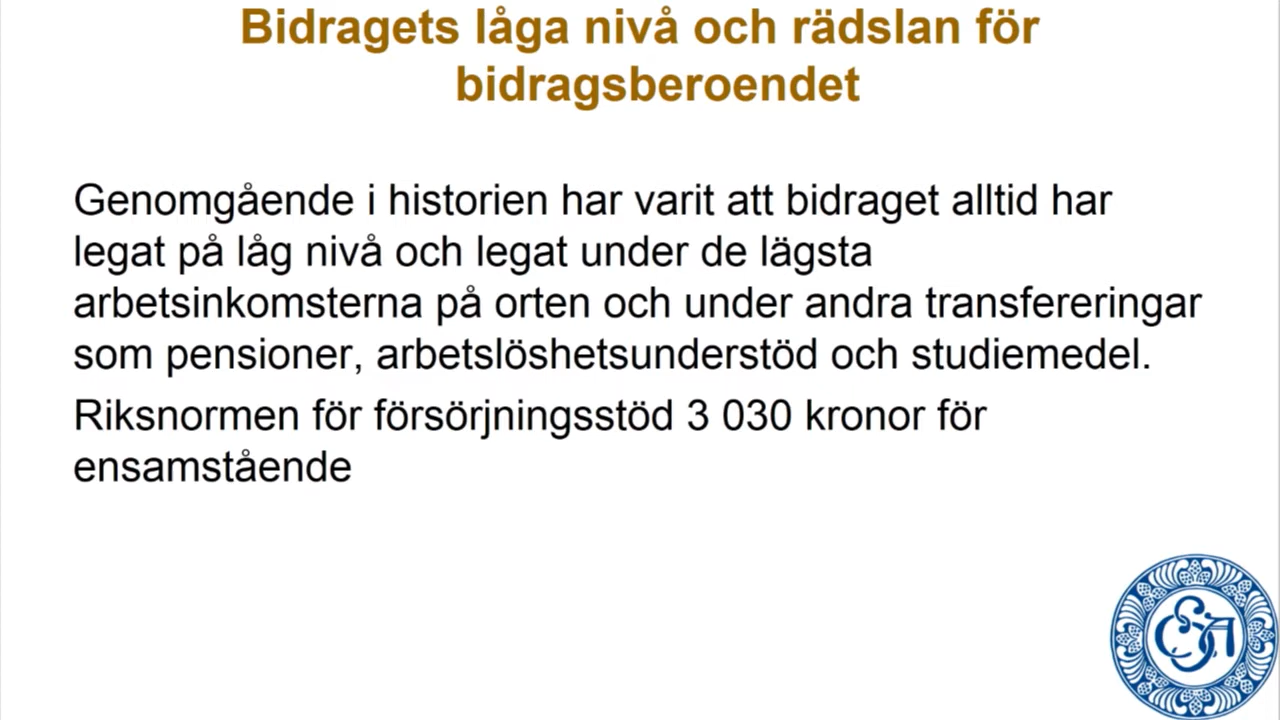 Bidragets låga nivå och rädslan för
bidragsberoendet
Genomgående i historien har varit att bidraget alltid har
legat på låg nivå och legat under de lägsta
arbetsinkomsterna på orten och under andra transfereringar
som pensioner, arbetslöshetsunderstöd och studiemedel.
Riksnormen för försörjningsstöd 3 030 kronor för
ensamstående